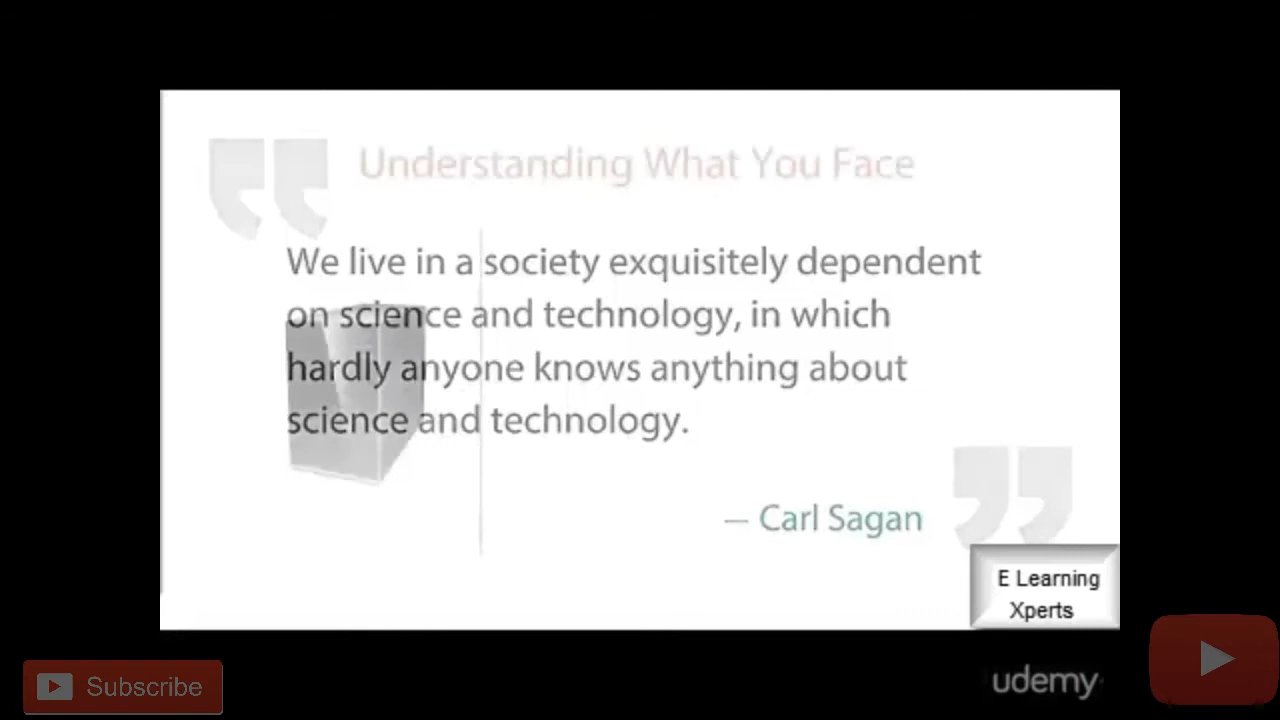 Understanding What You Face
We live in a society exquisitely dependent
on science and technology, in which
hardly anyone knows anything about
science and technology.
— Carl Sagan
E Learning
Xperts
Subscribe
udemy